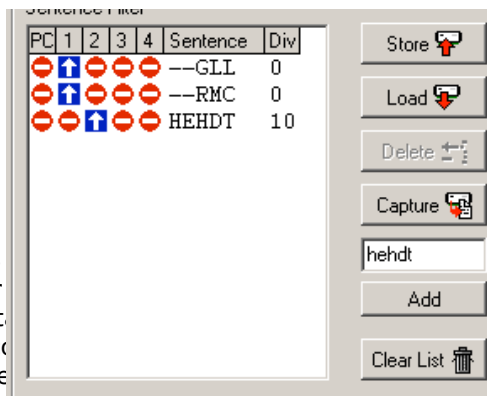 Sentence Filter
PC 1 2 3 4 Sentence Div
--GLL 0
--RMC 0
HEHDT 10
Store
Load
Delete
Capture
hehdt
Add
Clear List